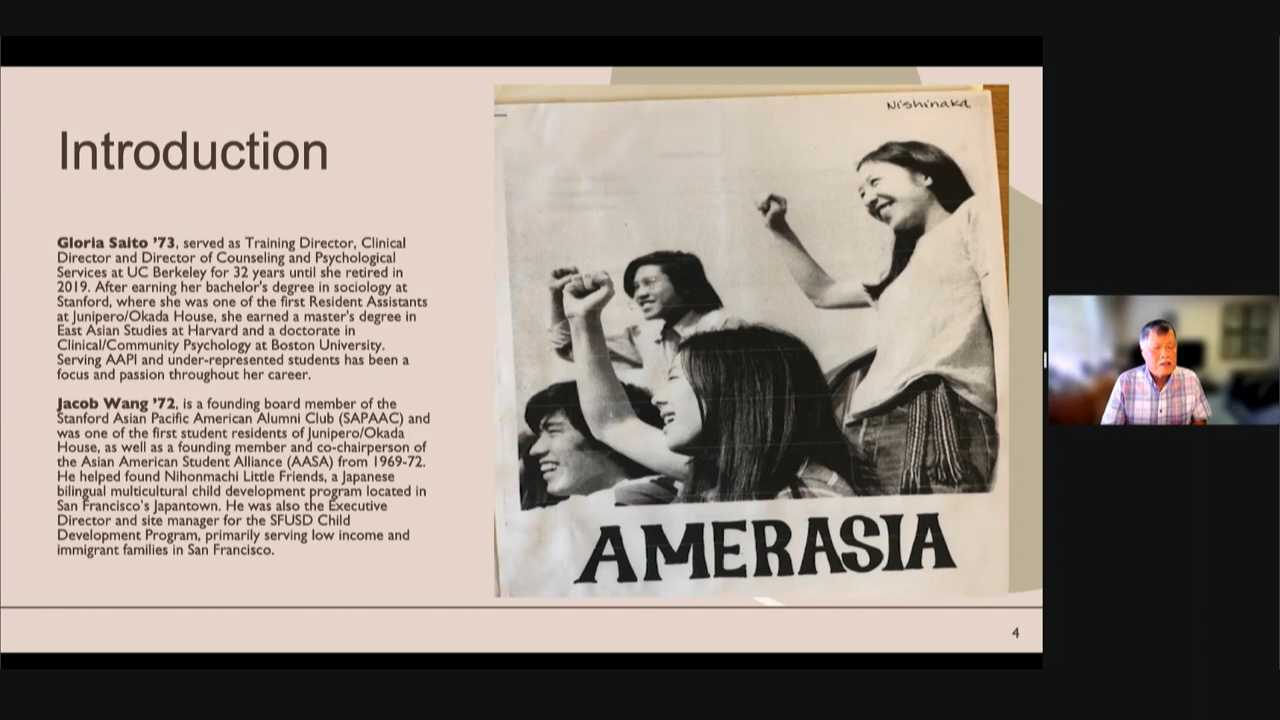 Introduction
Gloria Saito '73, served as Training Director, Clinical
Director and Director of Counseling and Psychological
Services at UC Berkeley for 32 years until she retired in
2019. After earning her bachelor's degree in sociology at
Stanford, where she was one of the first Resident Assistants
at Junipero/Okada House, she earned a master's degree in
East Asian Studies at Harvard and a doctorate in
Clinical/Community Psychology at Boston University.
Serving AAPI and under-represented students has been a
focus and passion throughout her career.
Jacob Wang '72, is a founding board member of the
Stanford Asian Pacific American Alumni Club (SAPAAC) and
was one of the first student residents of Junipero/Okada
House, as well as a founding member and co-chairperson of
the Asian American Student Alliance (AASA) from 1969-72.
He helped found Nihonmachi Little Friends, a Japanese
bilingual multicultural child development program located in
San Francisco's Japantown. He was also the Executive
Director and site manager for the SFUSD Child
Development Program, primarily serving low income and
immigrant families in San Francisco.
Nishinaka
AMERASIA
4